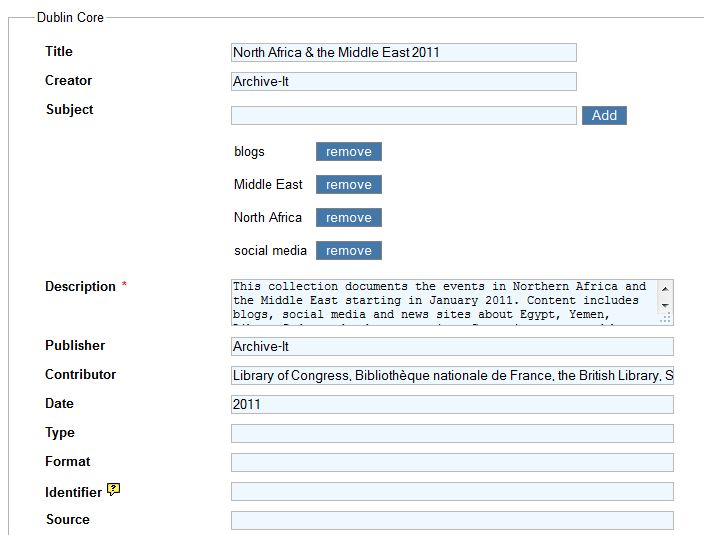 Dublin Core
Title North Africa & the Middle East 2011
Creator Archive-It
Subject Add
blogs remove
Middle East remove
North Africa remove
social media remove
Description * This collection documents the events in Northern Africa and
the Middle East starting in January 2011. Content includes
blogs, social media and news sites about Egypt, Yemen,
Publisher Archive-It
Contributor Library of Congress, Bibliothèque nationale de France, the British Library, S
Date 2011
Type
Format
Identifier ?
Source